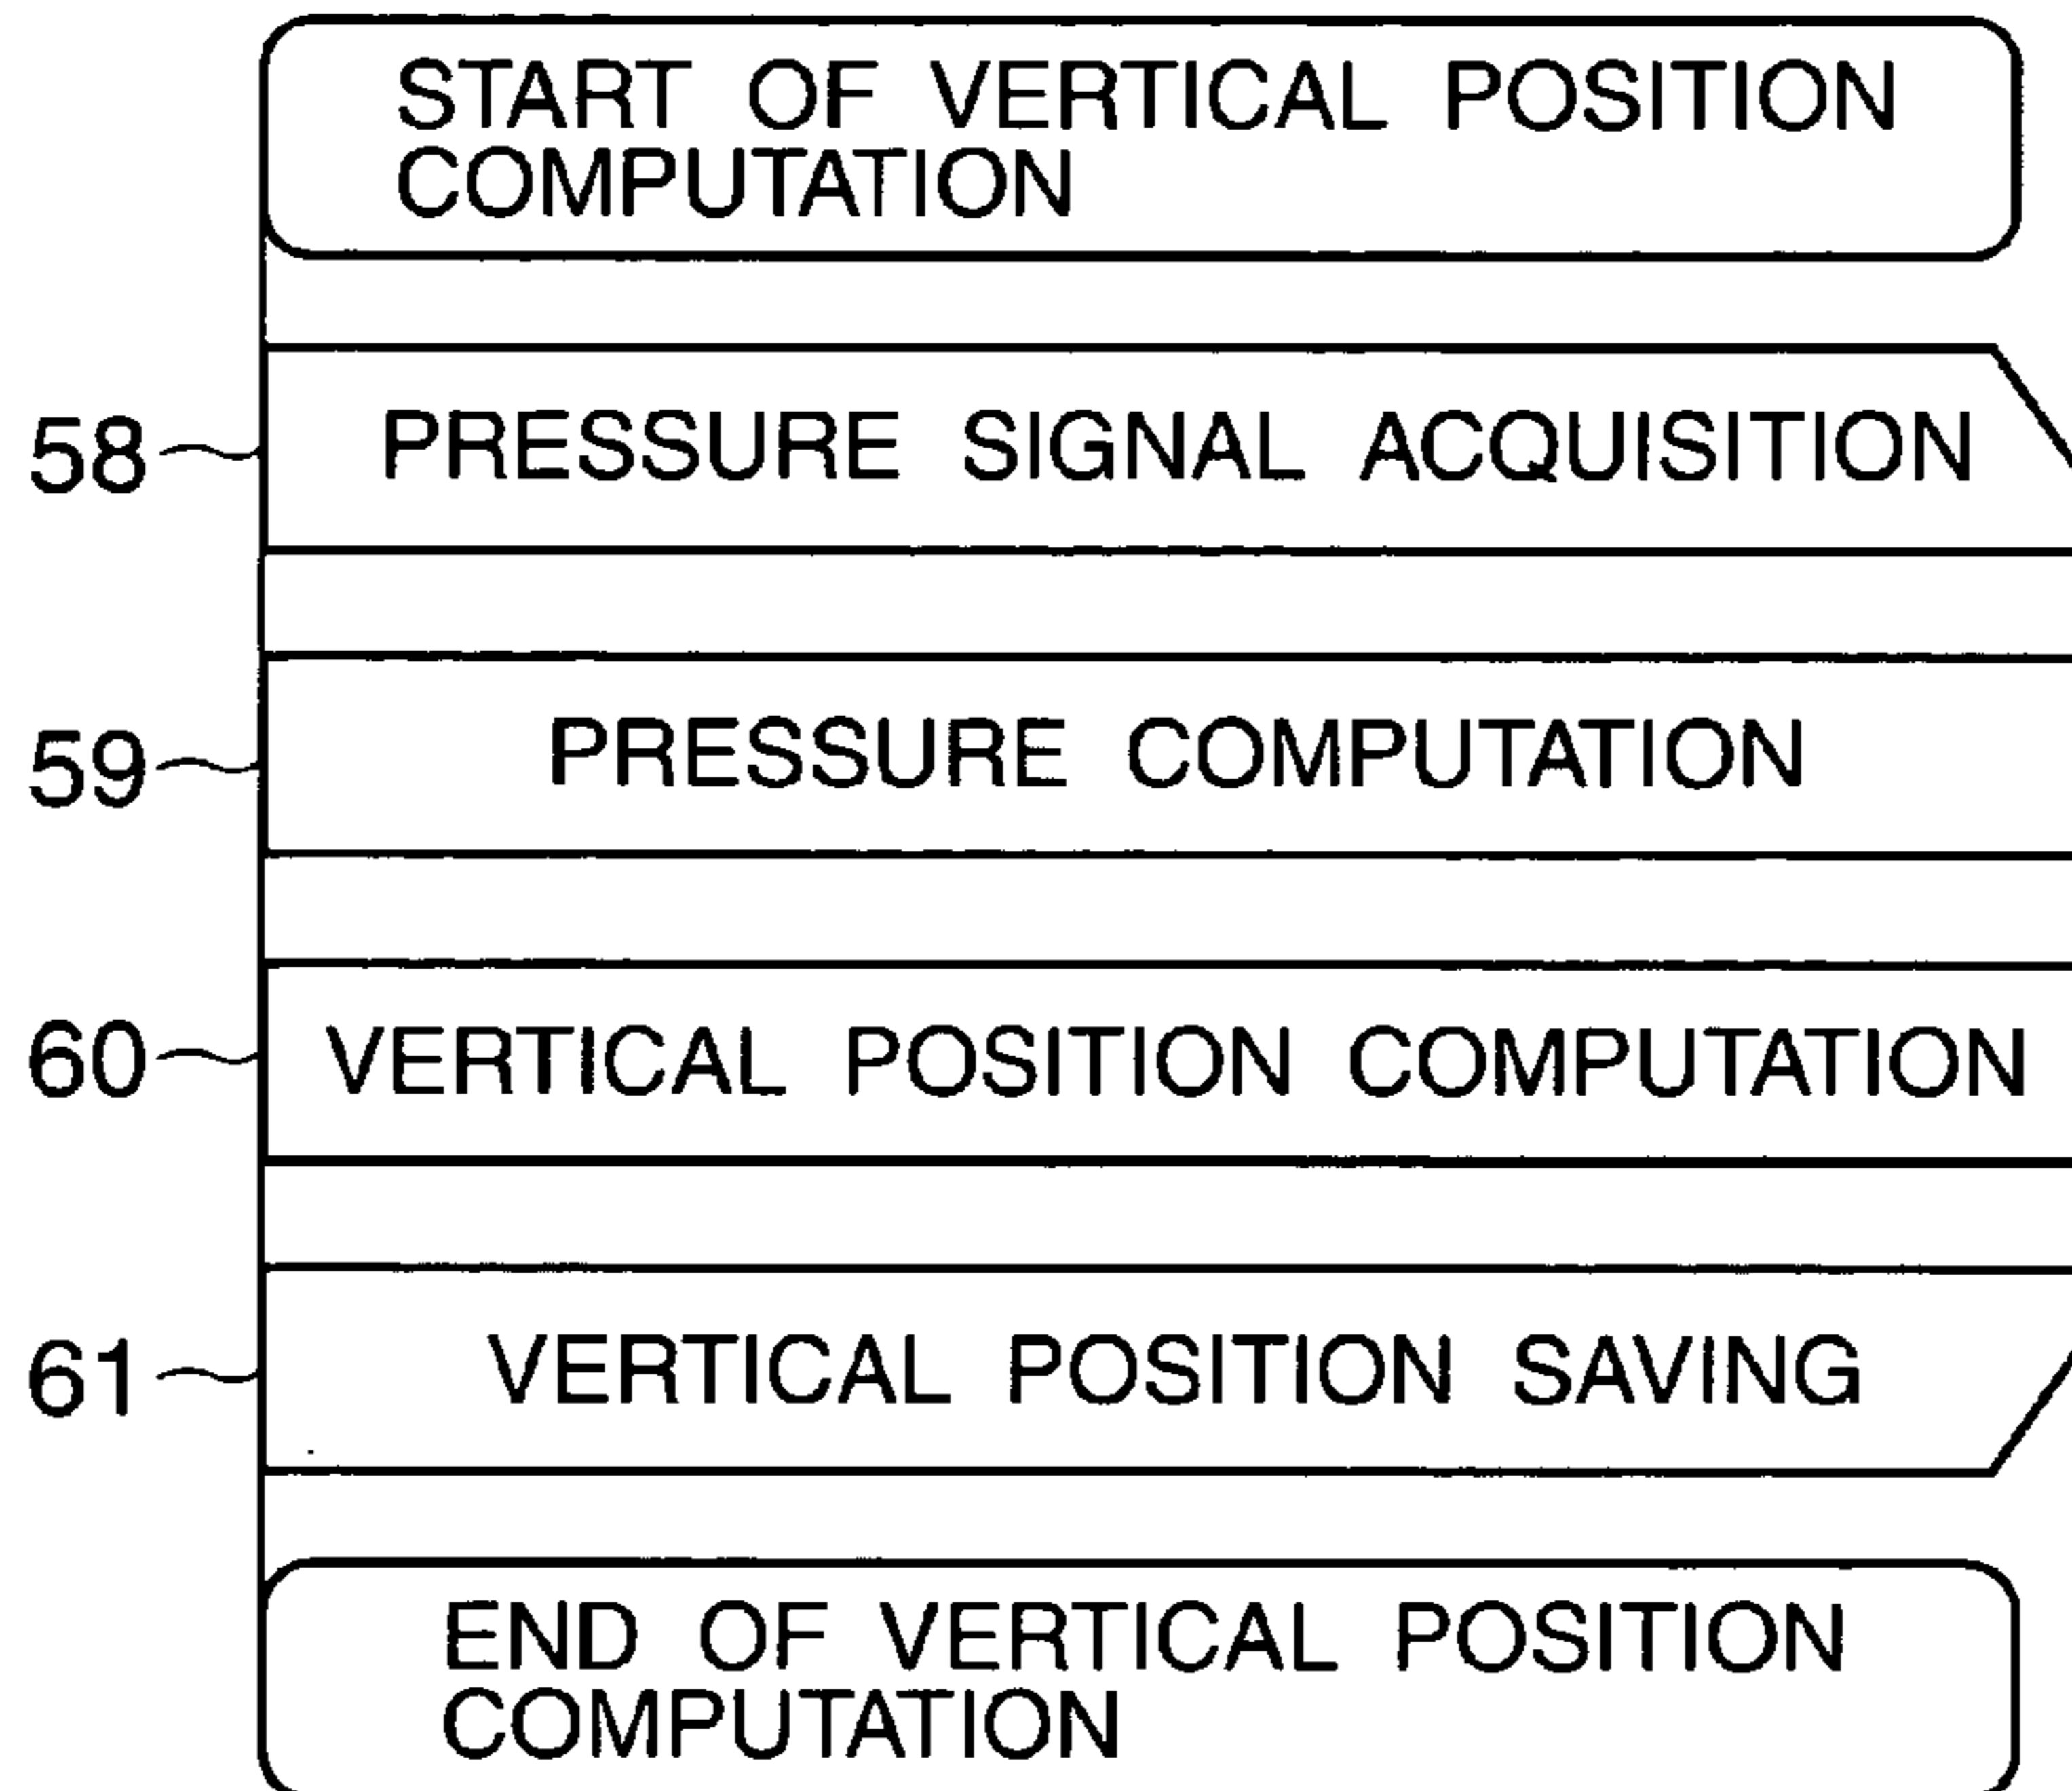 START OF VERTICAL POSITION
COMPUTATION
58 PRESSURE SIGNAL ACQUISITION
59 PRESSURE COMPUTATION
60 VERTICAL POSITION COMPUTATION
61 VERTICAL POSITION SAVING
END OF VERTICAL POSITION
COMPUTATION